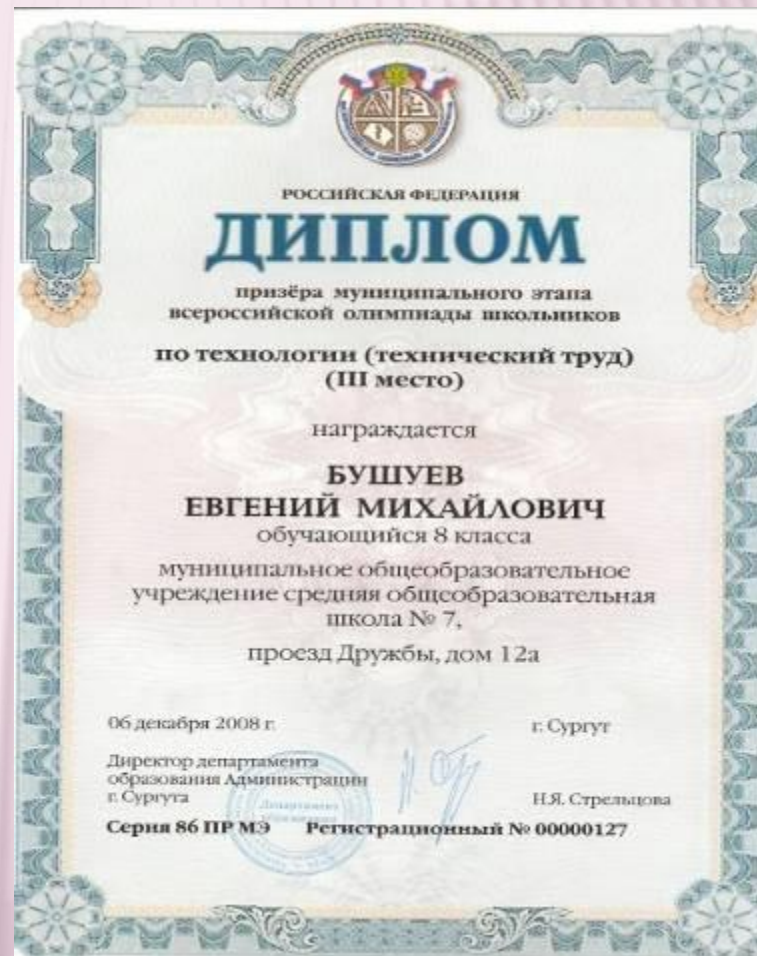 РОССИЙСКАЯ ФЕДЕРАЦИЯ
ДИПЛОМ
призёра муниципального этапа
всероссийской олимпиады школьников
по технологии (технический труд)
(III место)
награждается
БУШУЕВ
ЕВГЕНИЙ МИХАЙЛОВИЧ
обучающийся 8 класса
муниципальное общеобразовательное
учреждение средняя общеобразовательная
школа № 7,
проезд Дружбы, дом 12а
06 декабря 2008 г.
г. Сургут
Директор департамента
образования Администрации
г. Сургута
Н.Я. Стрельцова
Департамент
образования
Серия 86 ПР МЭ Регистрационный № 00000127